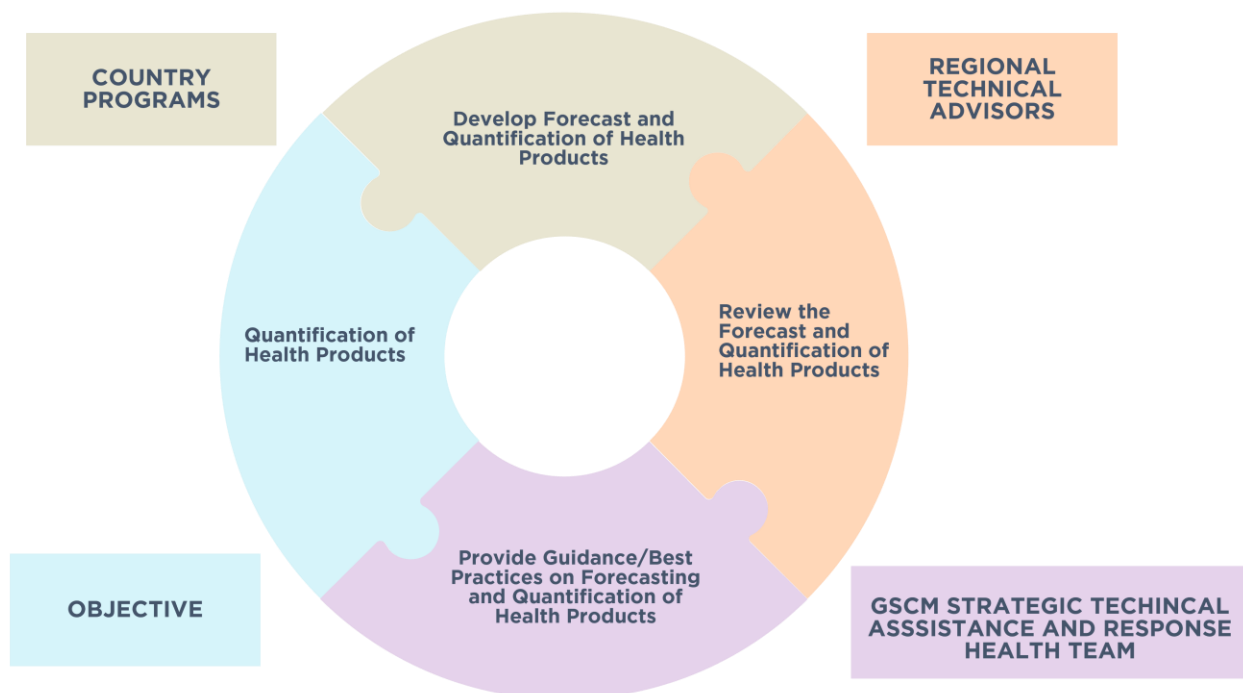 COUNTRY
PROGRAMS
REGIONAL
TECHNICAL
ADVISORS
Develop Forecast and
Quantification of Health
Products
Quantification of
Health Products
Review the
Forecast and
Quantification of
Health Products
Provide Guidance/Best
Practices on Forecasting
and Quantification of
Health Products
OBJECTIVE
GSCM STRATEGIC TECHINCAL
ASSSISTANCE AND RESPONSE
HEALTH TEAM